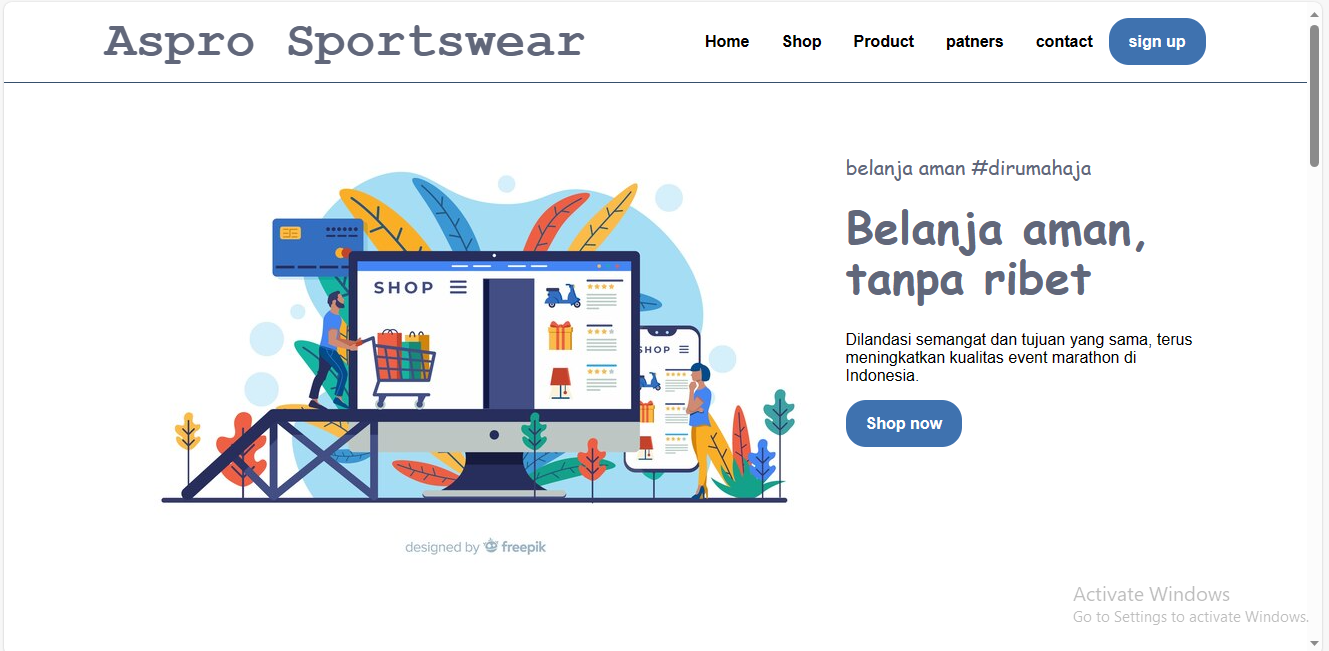 Aspro Sportswear
Home Shop Product patners contact sign up
belanja aman #dirumahaja
Belanja aman,
tanpa ribet
Dilandasi semangat dan tujuan yang sama, terus
meningkatkan kualitas event marathon di
Indonesia.
Shop now
SHOP
SHOP
designed by freepik
Activate Windows
Go to Settings to activate Windows.